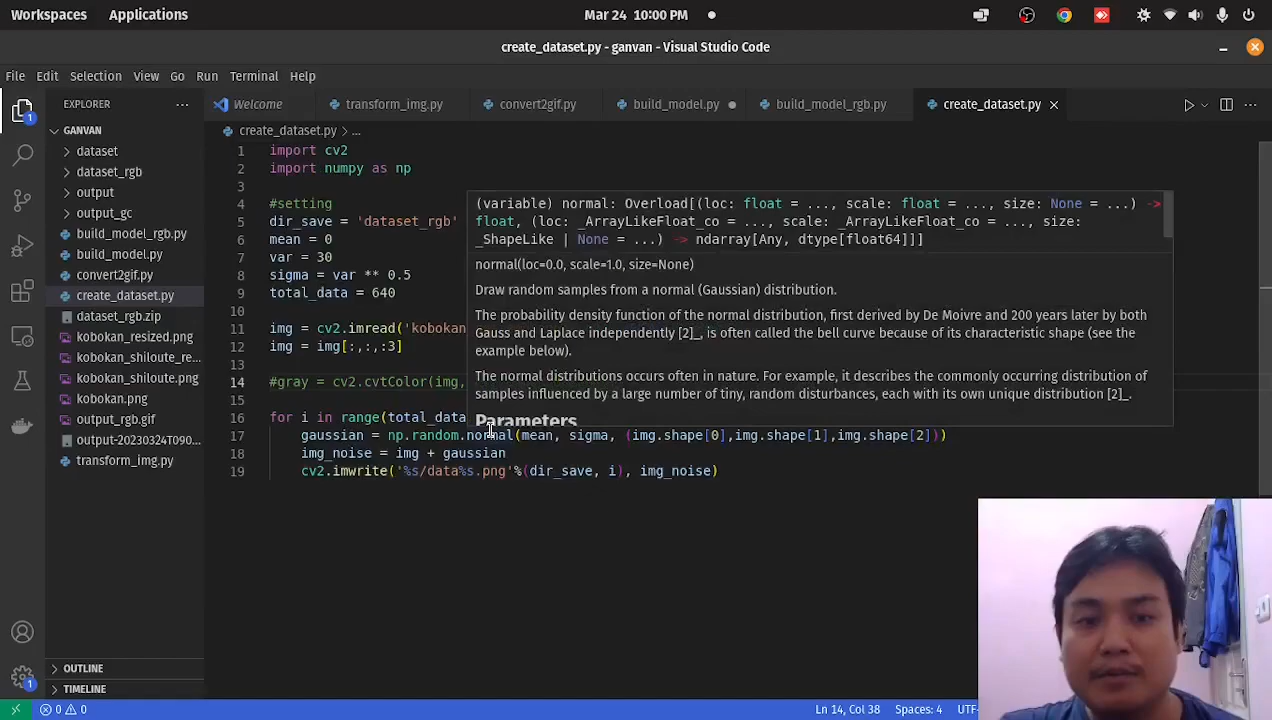 Workspaces Applications Mar 24 10:00 PM
create_dataset.py - ganvan - Visual Studio Code
File Edit Selection View Go Run Terminal Help
EXPLORER
Welcome transform_img.py convert2gif.py build_model.py build_model_rgb.py create_dataset.py
create_dataset.py > ...
GANVAN
dataset
dataset_rgb
output
output_gc
build_model_rgb.py
build_model.py
convert2gif.py
create_dataset.py
dataset_rgb.zip
kobokan_resized.png
kobokan_shiloute_re...
kobokan_shiloute.png
kobokan.png
output_rgb.gif
output-20230324T090...
transform_img.py
OUTLINE
TIMELINE
1
1
1 import cv2
2 import numpy as np
3
4 #setting
5 dir_save = 'dataset_rgb'
6 mean = 0
7 var = 30
8 sigma = var ** 0.5
9 total_data = 640
10
11 img = cv2.imread('kobokan
12 img = img[:,:,:3]
13
14 #gray = cv2.cvtColor(img,
15
16 for i in range(total_data
17 gaussian = np.random.normal(mean, sigma, (img.shape[0],img.shape[1],img.shape[2]))
18 img_noise = img + gaussian
19 cv2.imwrite('%s/data%s.png'%(dir_save, i), img_noise)
(variable) normal: Overload[(loc: float = ..., scale: float = ..., size: None = ...) ->
float, (loc: _ArrayLikeFloat_co = ..., scale: _ArrayLikeFloat_co = ..., size:
_ShapeLike | None = ...) -> ndarray[Any, dtype[float64]]]
normal(loc=0.0, scale=1.0, size=None)
Draw random samples from a normal (Gaussian) distribution.
The probability density function of the normal distribution, first derived by De Moivre and 200 years later by both
Gauss and Laplace independently [2]_, is often called the bell curve because of its characteristic shape (see the
example below).
The normal distributions occurs often in nature. For example, it describes the commonly occurring distribution of
samples influenced by a large number of tiny, random disturbances, each with its own unique distribution [2]_.
Parameters
0 0 Ln 14, Col 38 Spaces: 4 UTF-